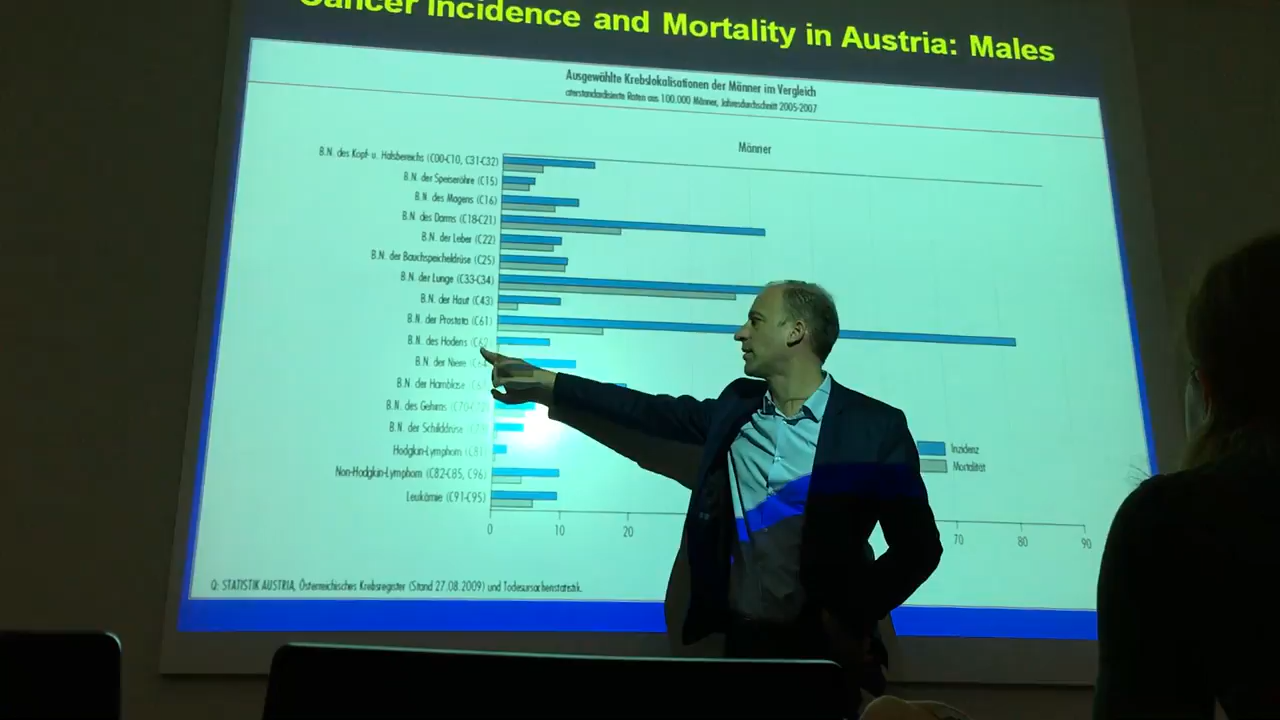 Cancer Incidence and Mortality in Austria: Males
Ausgewählte Krebslokalisationen der Männer im Vergleich
altersstandardisierte Raten aus 100.000 Männer, Jahresdurchschnitt 2005-2007
Männer
B.N. des Kopf- u. Halsbereichs (C00-C10, C31-C32)
B.N. der Speiseröhre (C15)
B.N. des Magens (C16)
B.N. des Darms (C18-C21)
B.N. der Leber (C22)
B.N. der Bauchspeicheldrüse (C25)
B.N. der Lunge (C33-C34)
B.N. der Haut (C43)
B.N. der Prostata (C61)
B.N. des Hodens (C62)
B.N. der Niere
B.N. der Harnblase
B.N. des Gehirns
B.N. der Schilddrüse
Hodgkin-Lymphom (C81)
Non-Hodgkin-Lymphom (C82-C85, C96)
Leukämie (C91-C95)
Inzidenz
Mortalität
0 10 20 70 80 90
Q: STATISTIK AUSTRIA, Österreichisches Krebsregister (Stand 27.08.2009) und Todesursachenstatistik.